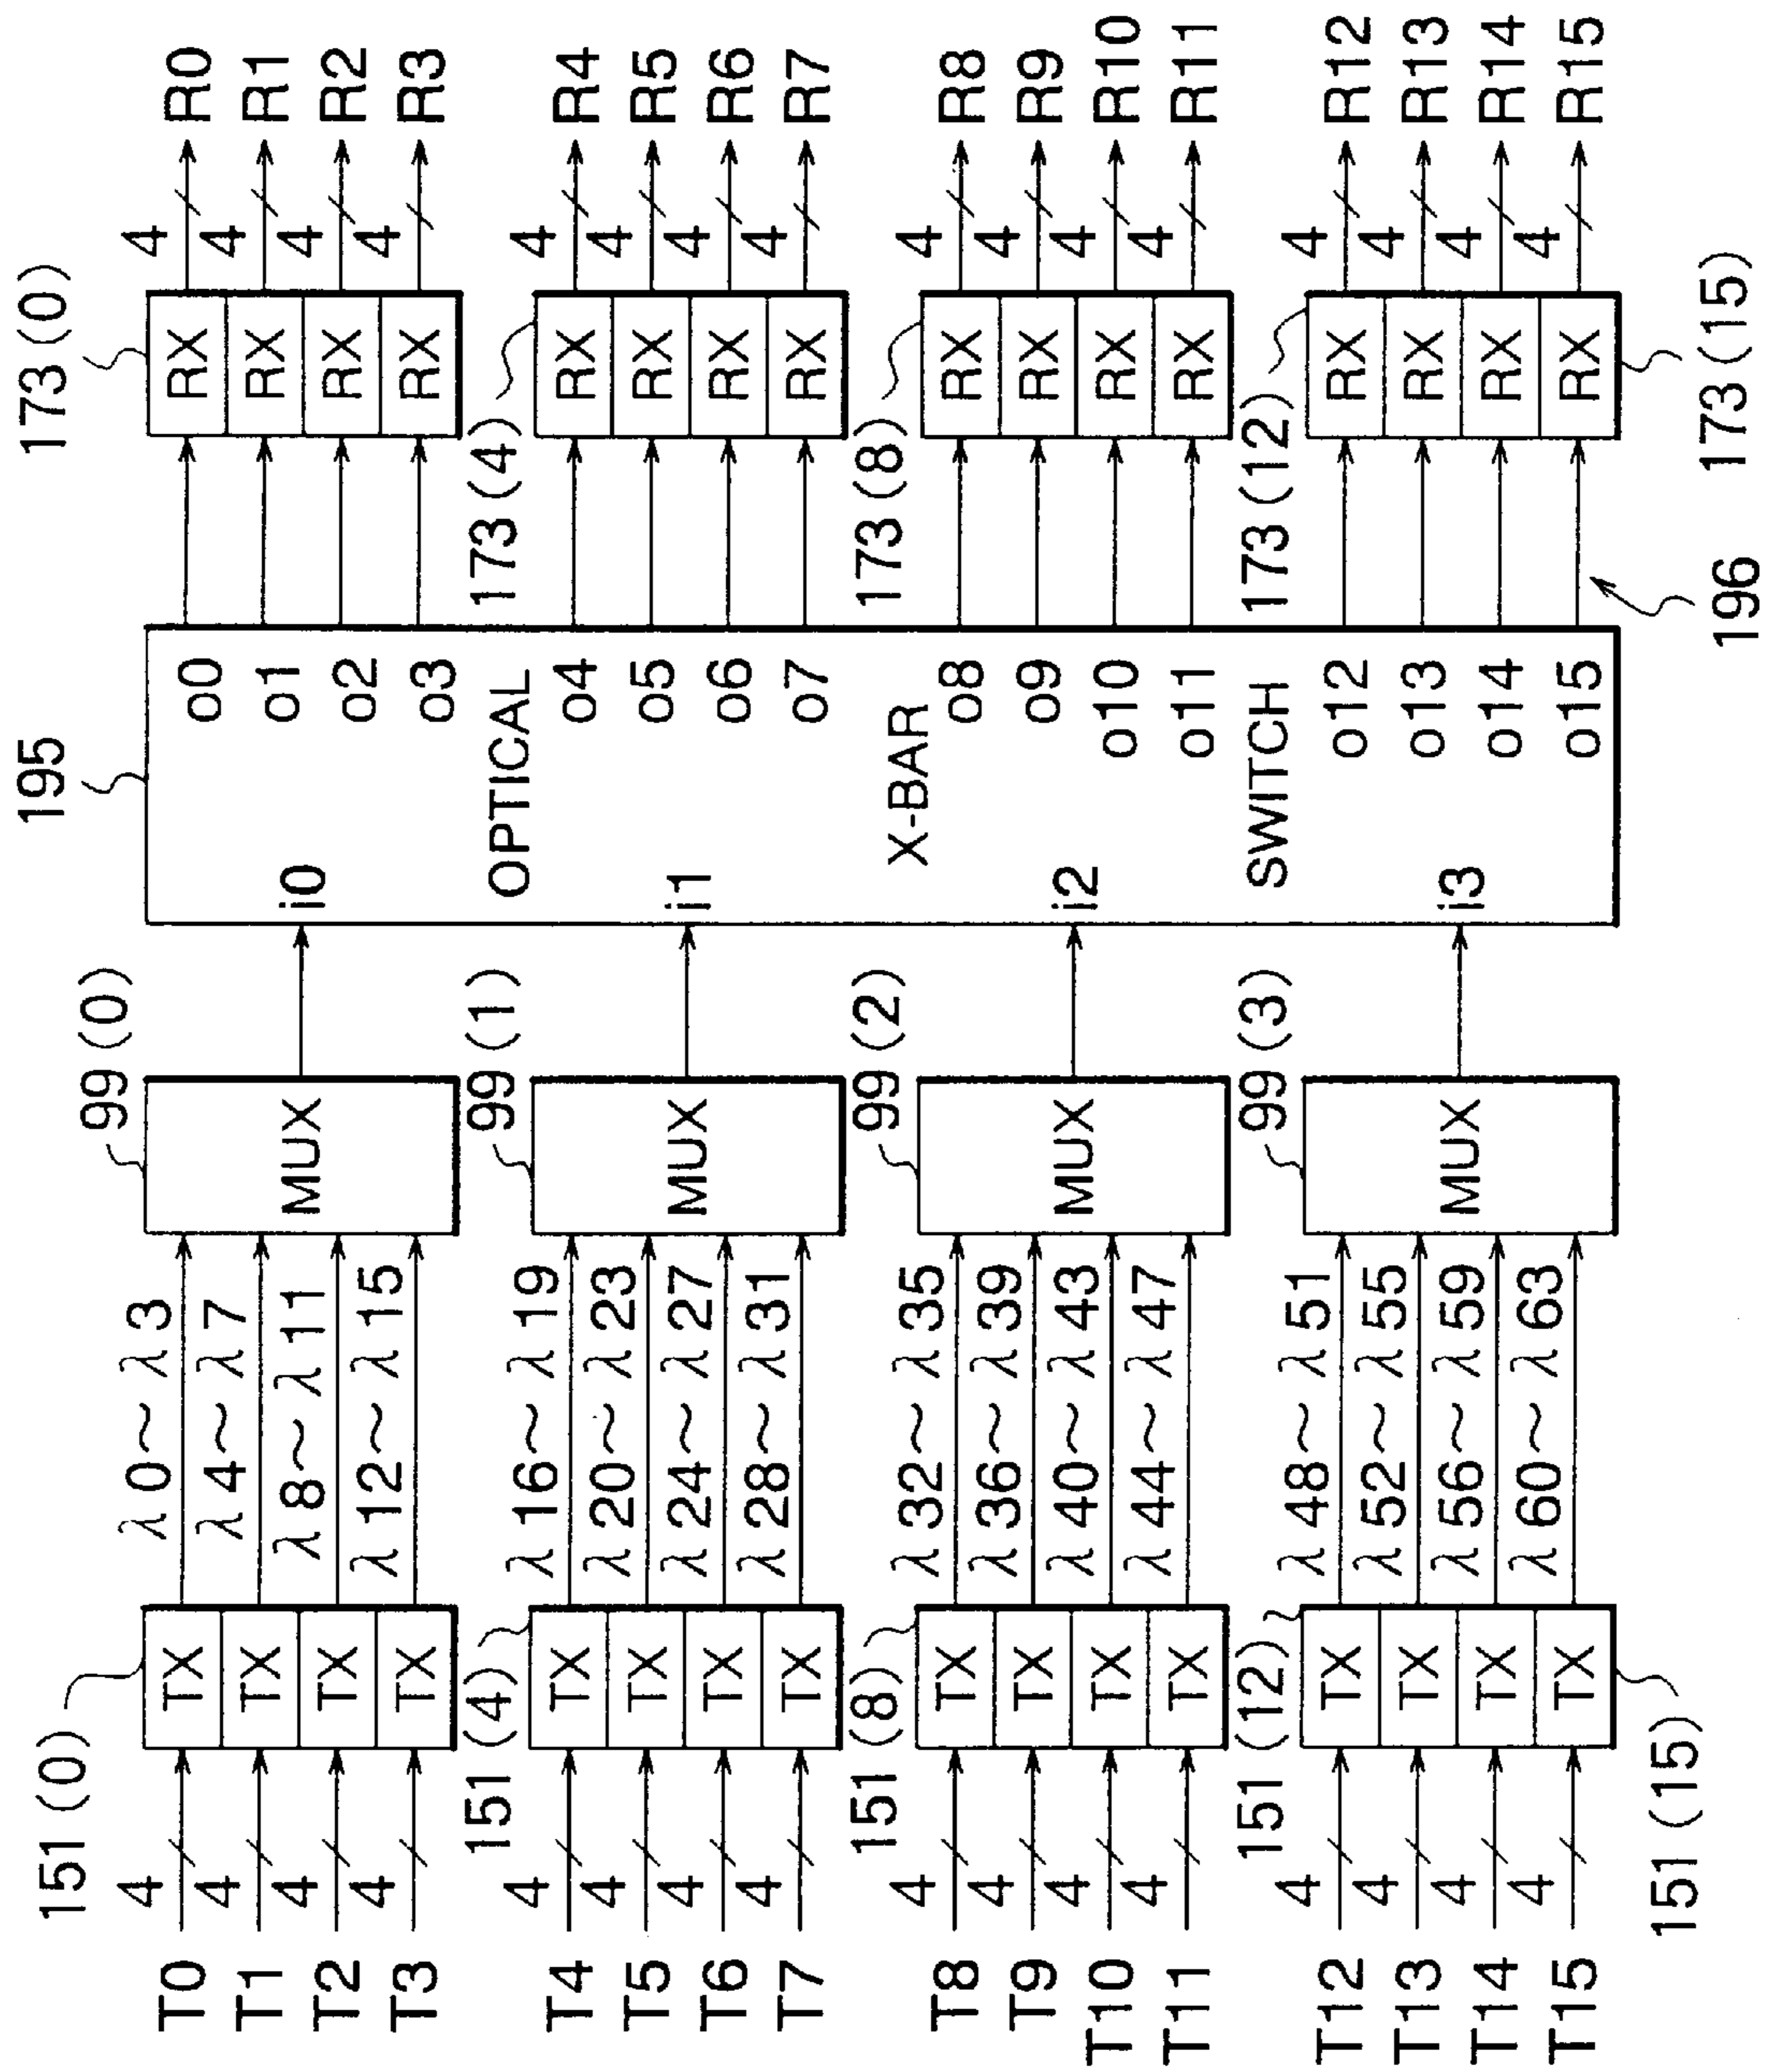 151 (0)
99 (0)
195
173 (0)
T0 4 TX λ0~λ3
T1 4 TX λ4~λ7
T2 4 TX λ8~λ11
T3 4 TX λ12~λ15
MUX
i0
o0 RX 4 R0
o1 RX 4 R1
o2 RX 4 R2
o3 RX 4 R3
151 (4)
99 (1)
OPTICAL
173 (4)
T4 4 TX λ16~λ19
T5 4 TX λ20~λ23
T6 4 TX λ24~λ27
T7 4 TX λ28~λ31
MUX
i1
o4 RX 4 R4
o5 RX 4 R5
o6 RX 4 R6
o7 RX 4 R7
151 (8)
99 (2)
X-BAR
173 (8)
T8 4 TX λ32~λ35
T9 4 TX λ36~λ39
T10 4 TX λ40~λ43
T11 4 TX λ44~λ47
MUX
i2
o8 RX 4 R8
o9 RX 4 R9
o10 RX 4 R10
o11 RX 4 R11
151 (12)
99 (3)
SWITCH
173 (12)
T12 4 TX λ48~λ51
T13 4 TX λ52~λ55
T14 4 TX λ56~λ59
T15 4 TX λ60~λ63
MUX
i3
o12 RX 4 R12
o13 RX 4 R13
o14 RX 4 R14
o15 RX 4 R15
151 (15)
196
173 (15)